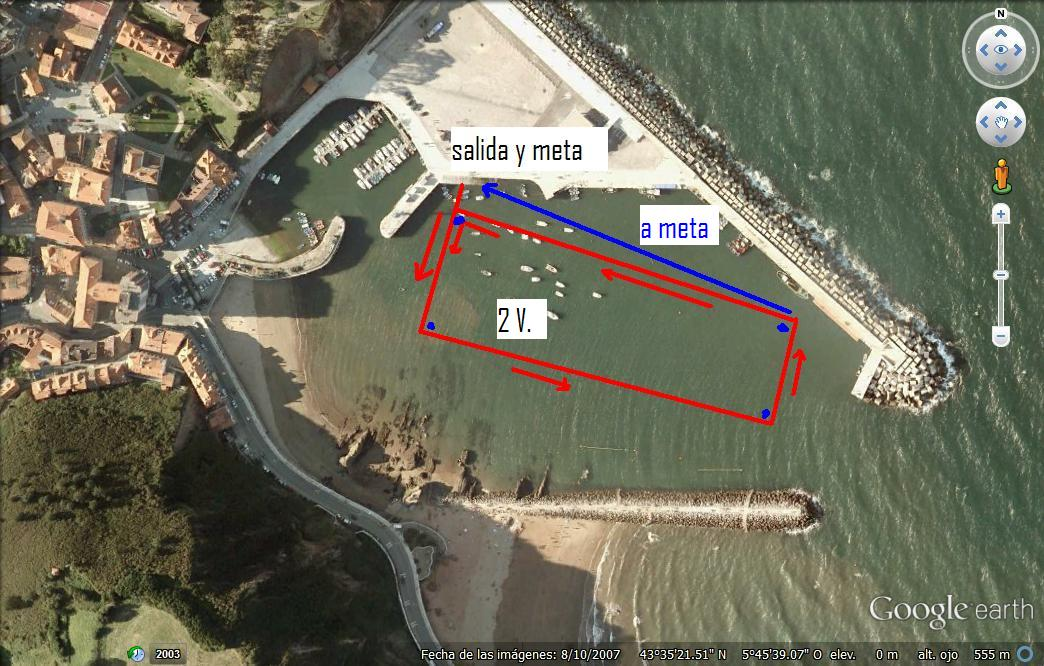 N
salida y meta
a meta
2 V.
Google earth
2003
Fecha de las imágenes: 8/10/2007 43°35'21.51" N 5°45'39.07" O elev. 0 m alt. ojo 555 m